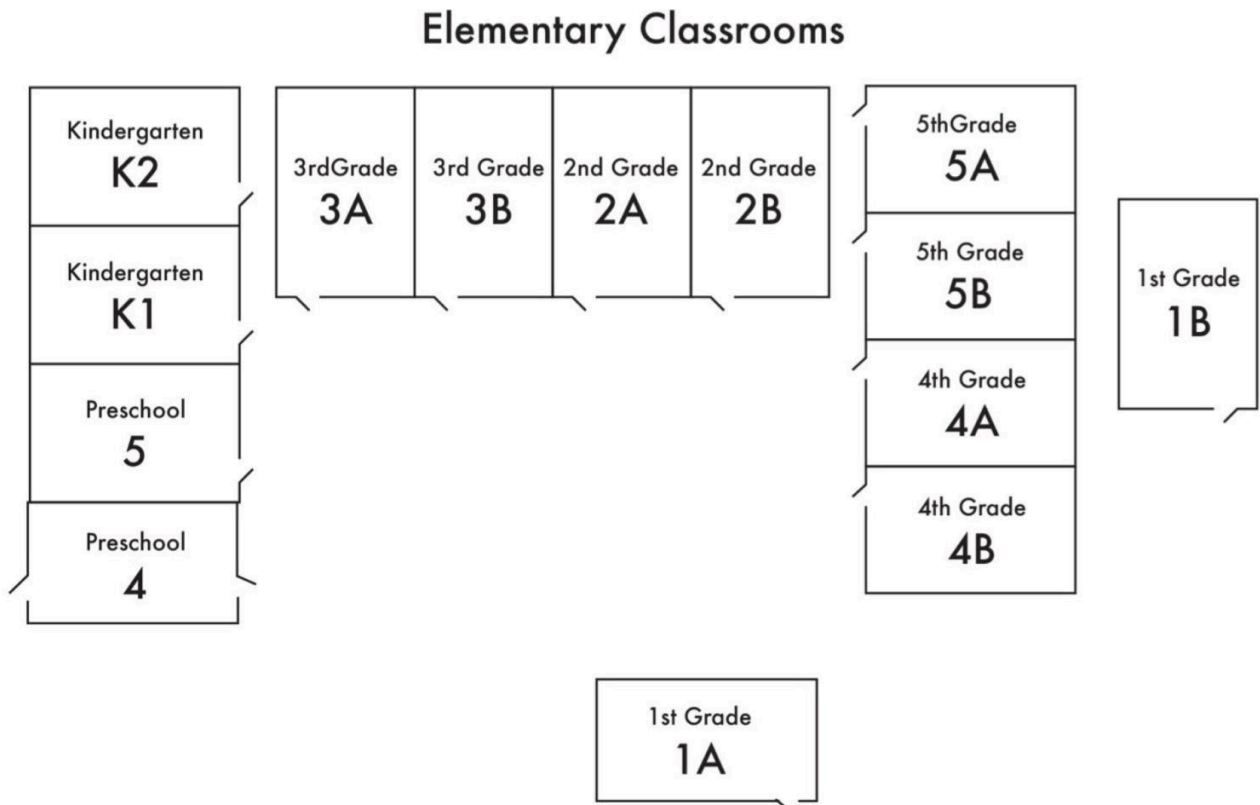 Elementary Classrooms
Kindergarten
K2
Kindergarten
K1
Preschool
5
Preschool
4
3rdGrade
3A
3rd Grade
3B
2nd Grade
2A
2nd Grade
2B
5thGrade
5A
5th Grade
5B
4th Grade
4A
4th Grade
4B
1st Grade
1B
1st Grade
1A